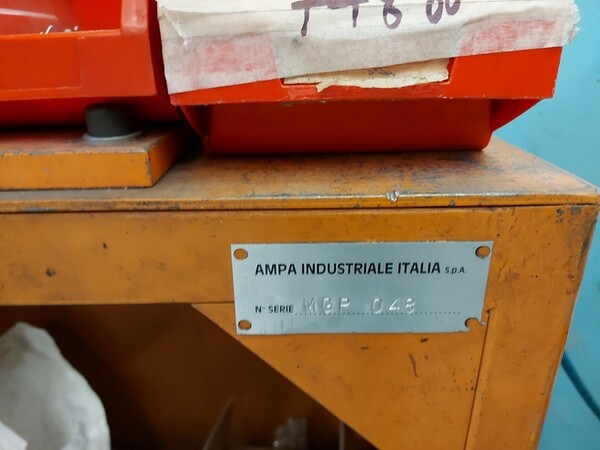 AMPA INDUSTRIALE ITALIA S.p.A.
N° SERIE MGP 048